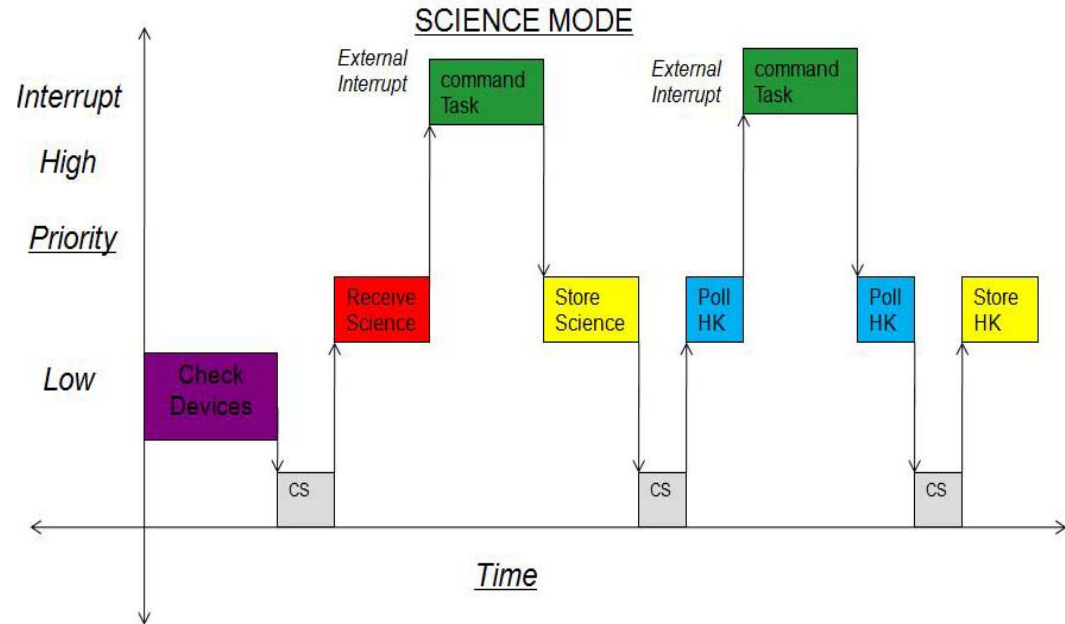 SCIENCE MODE
External
Interrupt
command
Task
External
Interrupt
command
Task
Interrupt
High
Priority
Low
Receive
Science
Store
Science
Poll
HK
Poll
HK
Store
HK
Check
Devices
CS
CS
CS
Time